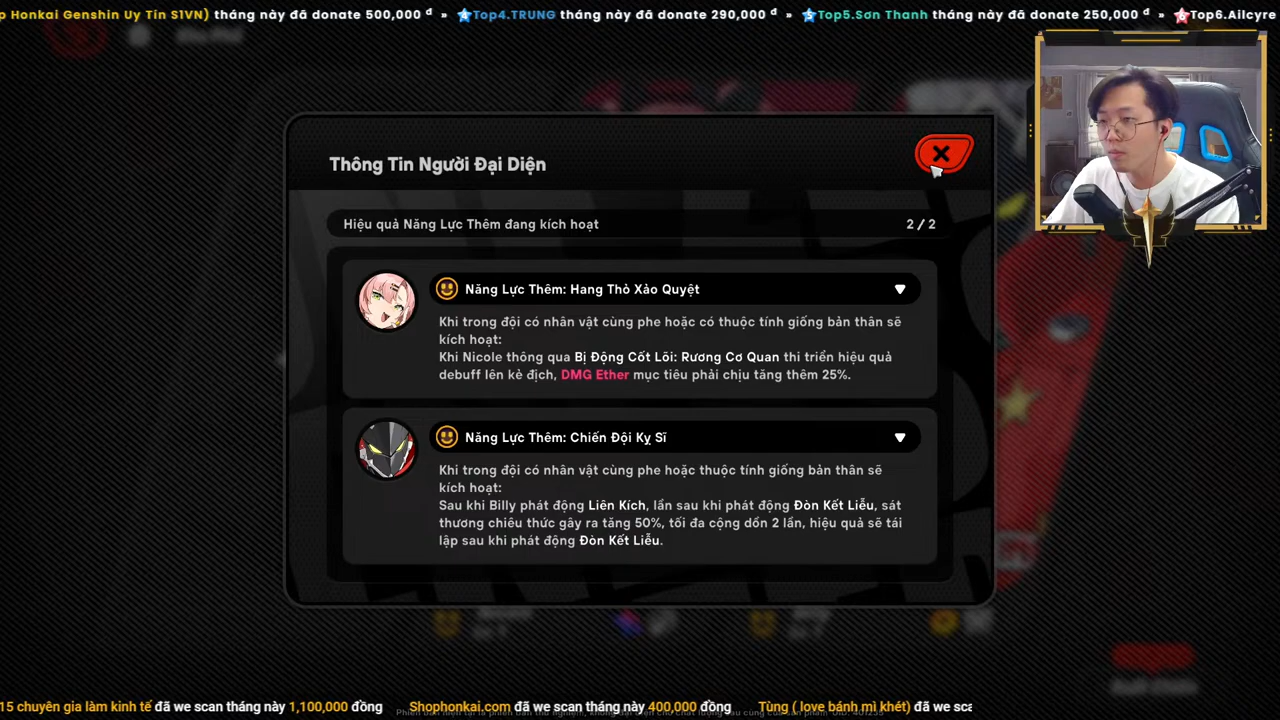 p Honkai Genshin Uy Tín S1VN) tháng này đã donate 500,000 đ » Top4.TRUNG tháng này đã donate 290,000 đ » Top5.Sơn Thanh tháng này đã donate 250,000 đ » Top6.Ailcyre
Thông Tin Người Đại Diện
Hiệu quả Năng Lực Thêm đang kích hoạt 2 / 2
Năng Lực Thêm: Hang Thỏ Xảo Quyệt
Khi trong đội có nhân vật cùng phe hoặc có thuộc tính giống bản thân sẽ
kích hoạt:
Khi Nicole thông qua Bị Động Cốt Lõi: Rương Cơ Quan thi triển hiệu quả
debuff lên kẻ địch, DMG Ether mục tiêu phải chịu tăng thêm 25%.
Năng Lực Thêm: Chiến Đội Kỵ Sĩ
Khi trong đội có nhân vật cùng phe hoặc thuộc tính giống bản thân sẽ
kích hoạt:
Sau khi Billy phát động Liên Kích, lần sau khi phát động Đòn Kết Liễu, sát
thương chiêu thức gây ra tăng 50%, tối đa cộng dồn 2 lần, hiệu quả sẽ tái
lập sau khi phát động Đòn Kết Liễu.
15 chuyên gia làm kinh tế đã we scan tháng này 1,100,000 đồng Shophonkai.com đã we scan tháng này 400,000 đồng Tùng ( love bánh mì khét) đã we sca